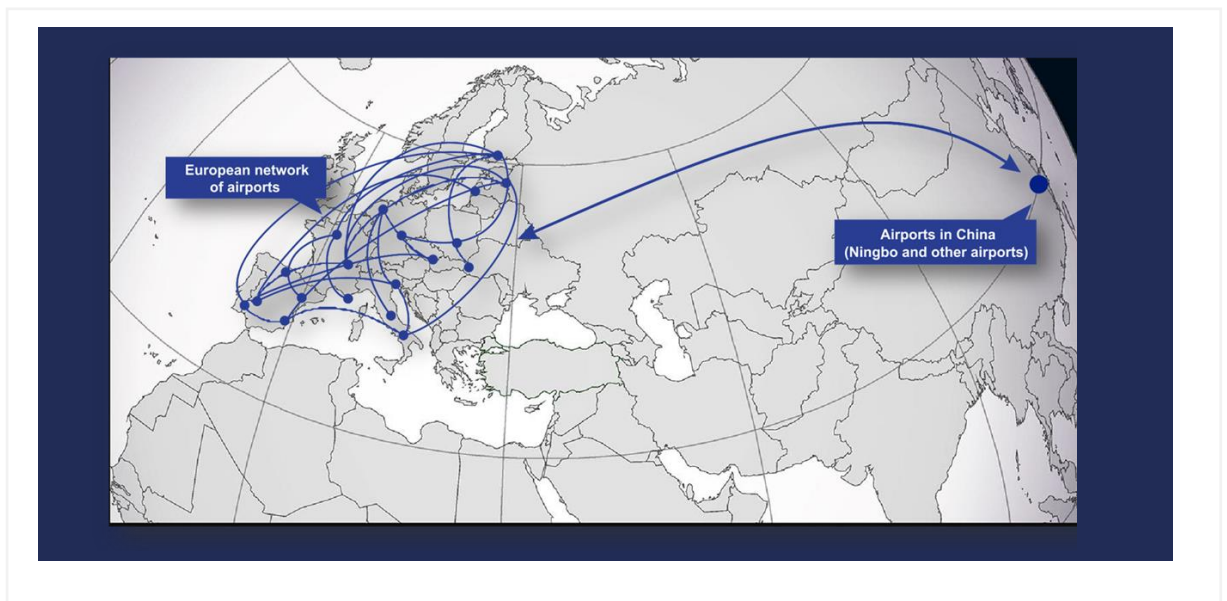 European network
of airports
Airports in China
(Ningbo and other airports)